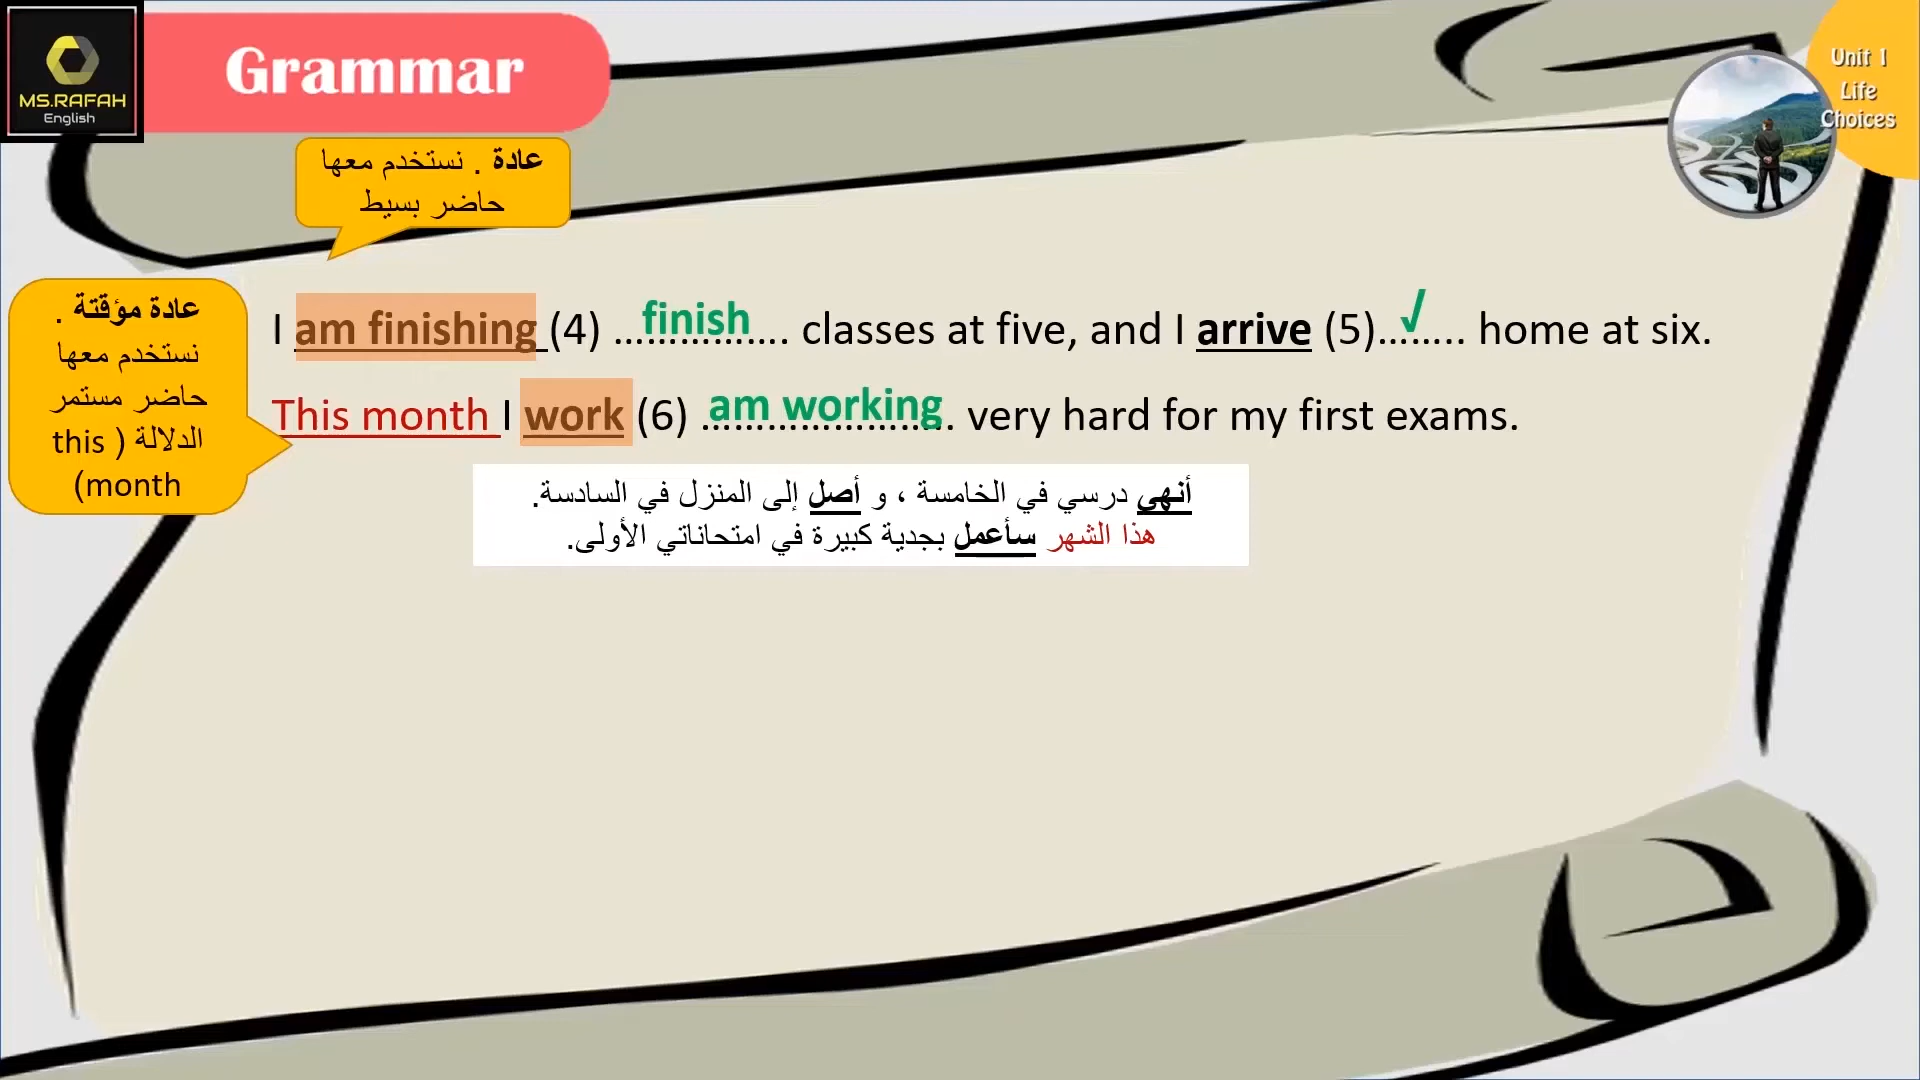 MS.RAFAH
English
Grammar
Unit 1
Life
Choices
عادة . نستخدم معها
حاضر بسيط
عادة مؤقتة .
نستخدم معها
حاضر مستمر
الدلالة ( this
month)
I am finishing (4) ……finish………. classes at five, and I arrive (5)…√….. home at six.
This month I work (6) …am working…. very hard for my first exams.
أنهي درسي في الخامسة ، و أصل إلى المنزل في السادسة.
هذا الشهر سأعمل بجدية كبيرة في امتحاناتي الأولى.